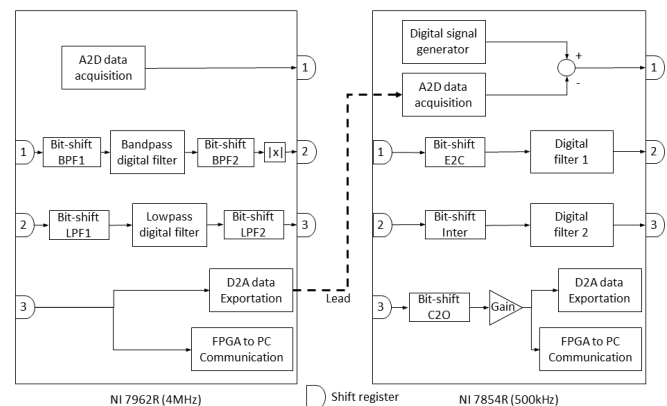 A2D data
acquisition
1
1
Bit-shift
BPF1
Bandpass
digital filter
Bit-shift
BPF2
|x|
2
2
Bit-shift
LPF1
Lowpass
digital filter
Bit-shift
LPF2
3
3
D2A data
Exportation
FPGA to PC
Communication
NI 7962R (4MHz)
Lead
Shift register
Digital signal
generator
+
-
A2D data
acquisition
1
1
Bit-shift
E2C
Digital
filter 1
2
2
Bit-shift
Inter
Digital
filter 2
3
3
Bit-shift
C2O
Gain
D2A data
Exportation
FPGA to PC
Communication
NI 7854R (500kHz)